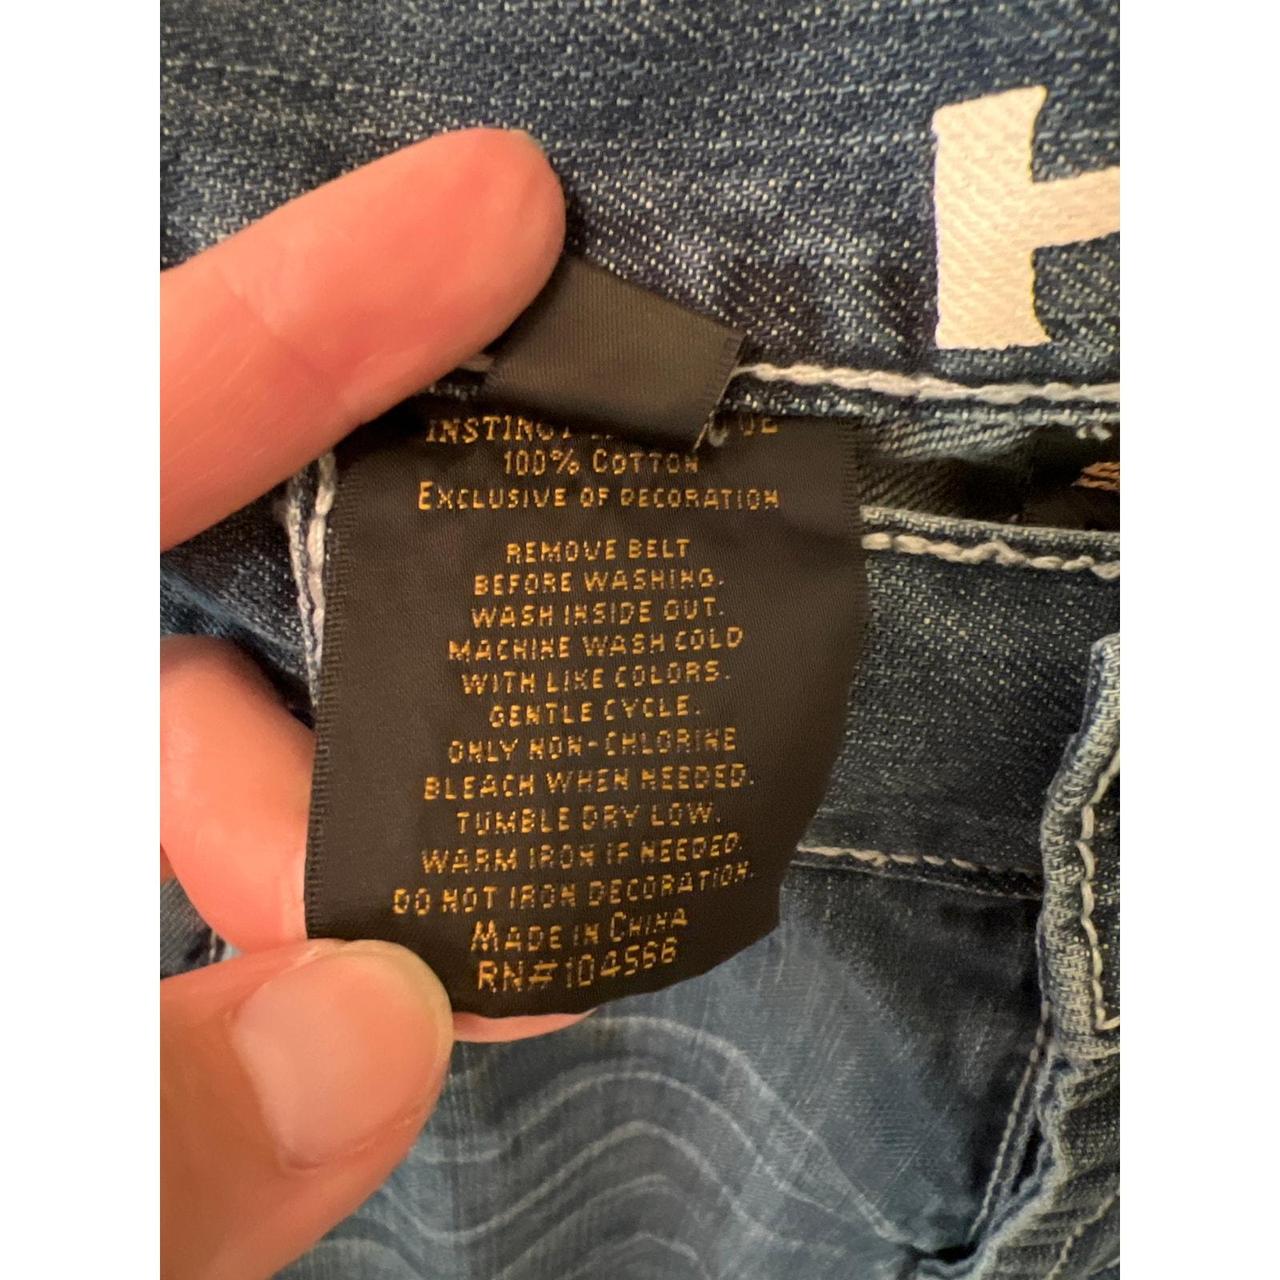 H
100% COTTON
EXCLUSIVE OF DECORATION
REMOVE BELT
BEFORE WASHING.
WASH INSIDE OUT.
MACHINE WASH COLD
WITH LIKE COLORS.
GENTLE CYCLE.
ONLY NON-CHLORINE
BLEACH WHEN NEEDED.
TUMBLE DRY LOW.
WARM IRON IF NEEDED.
DO NOT IRON DECORATION.
MADE IN CHINA
RN#104566